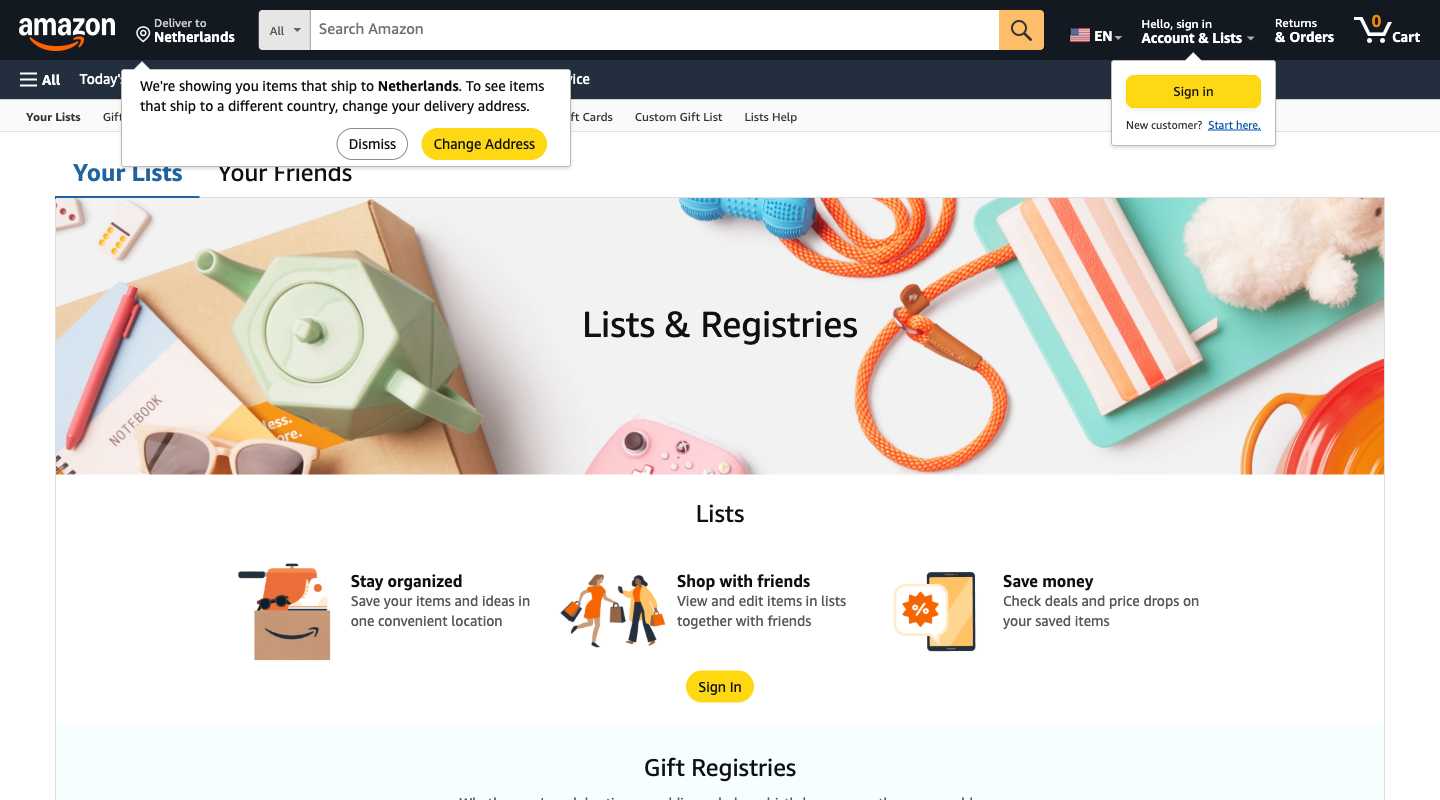 amazon
Deliver to
Netherlands
All
Search Amazon
EN
Hello, sign in
Account & Lists
Returns
& Orders
0
Cart
All
Today's
We're showing you items that ship to Netherlands. To see items
that ship to a different country, change your delivery address.
Dismiss
Change Address
Sign in
New customer? Start here.
Your Lists
Custom Gift List
Lists Help
Your Lists
Your Friends
Lists & Registries
NOTEBOOK
Lists
Stay organized
Save your items and ideas in
one convenient location
Shop with friends
View and edit items in lists
together with friends
Save money
Check deals and price drops on
your saved items
%
Sign In
Gift Registries